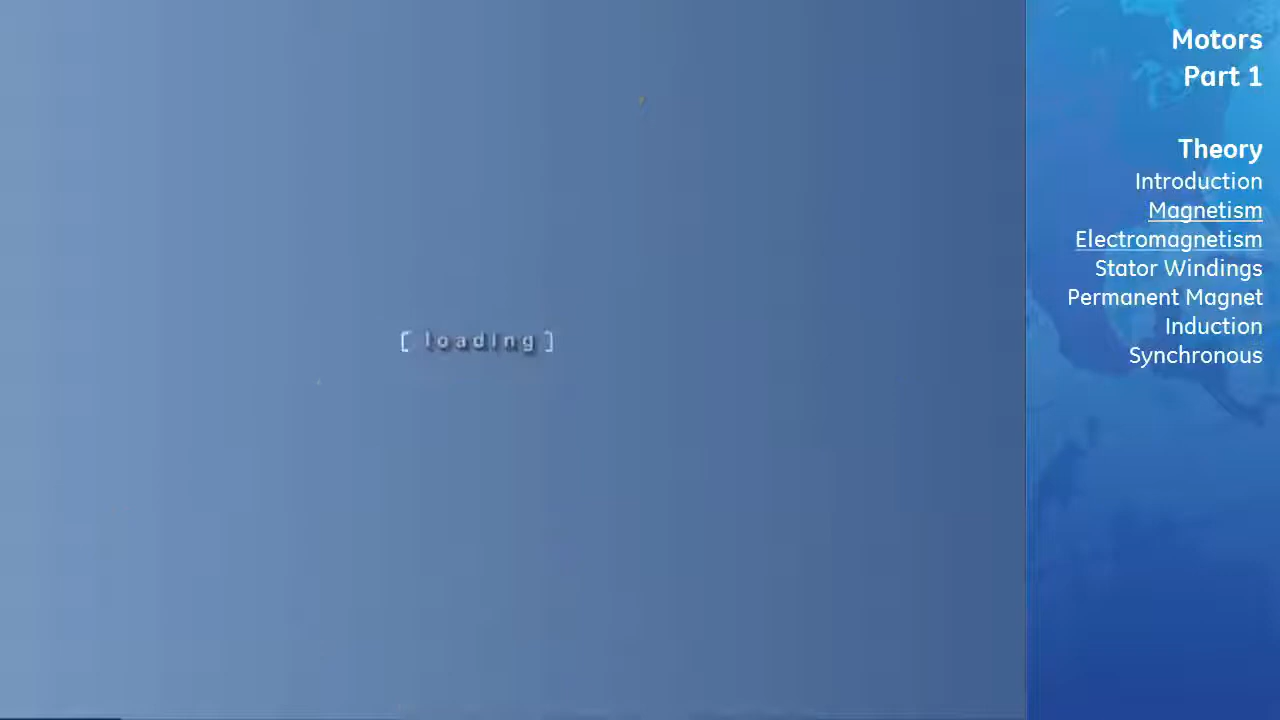 [ loading ]
Motors
Part 1
Theory
Introduction
Magnetism
Electromagnetism
Stator Windings
Permanent Magnet
Induction
Synchronous